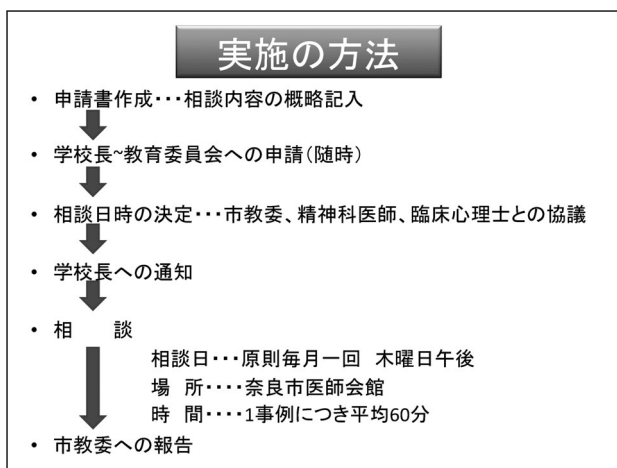 実施の方法
• 申請書作成･･･相談内容の概略記入
• 学校長~教育委員会への申請(随時)
• 相談日時の決定･･･市教委、精神科医師、臨床心理士との協議
• 学校長への通知
• 相　　談
相談日･･･原則毎月一回　木曜日午後
場　所････奈良市医師会館
時　間････1事例につき平均60分
• 市教委への報告